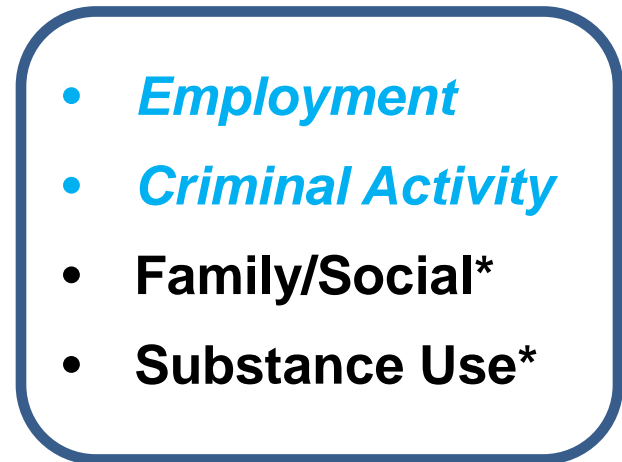 • Employment
• Criminal Activity
• Family/Social*
• Substance Use*